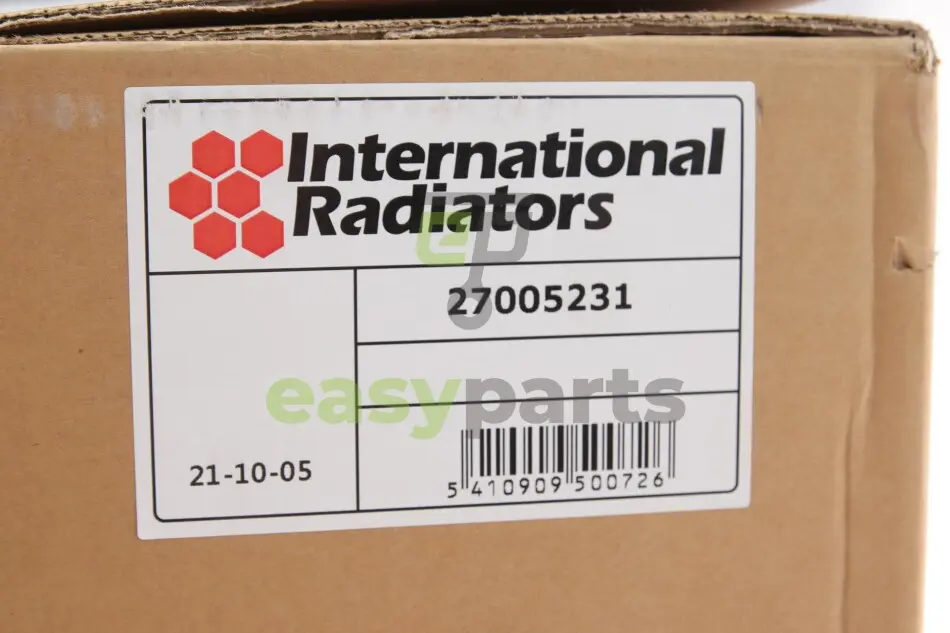 International
Radiators
27005231
easyparts
21-10-05
5 410909 500726